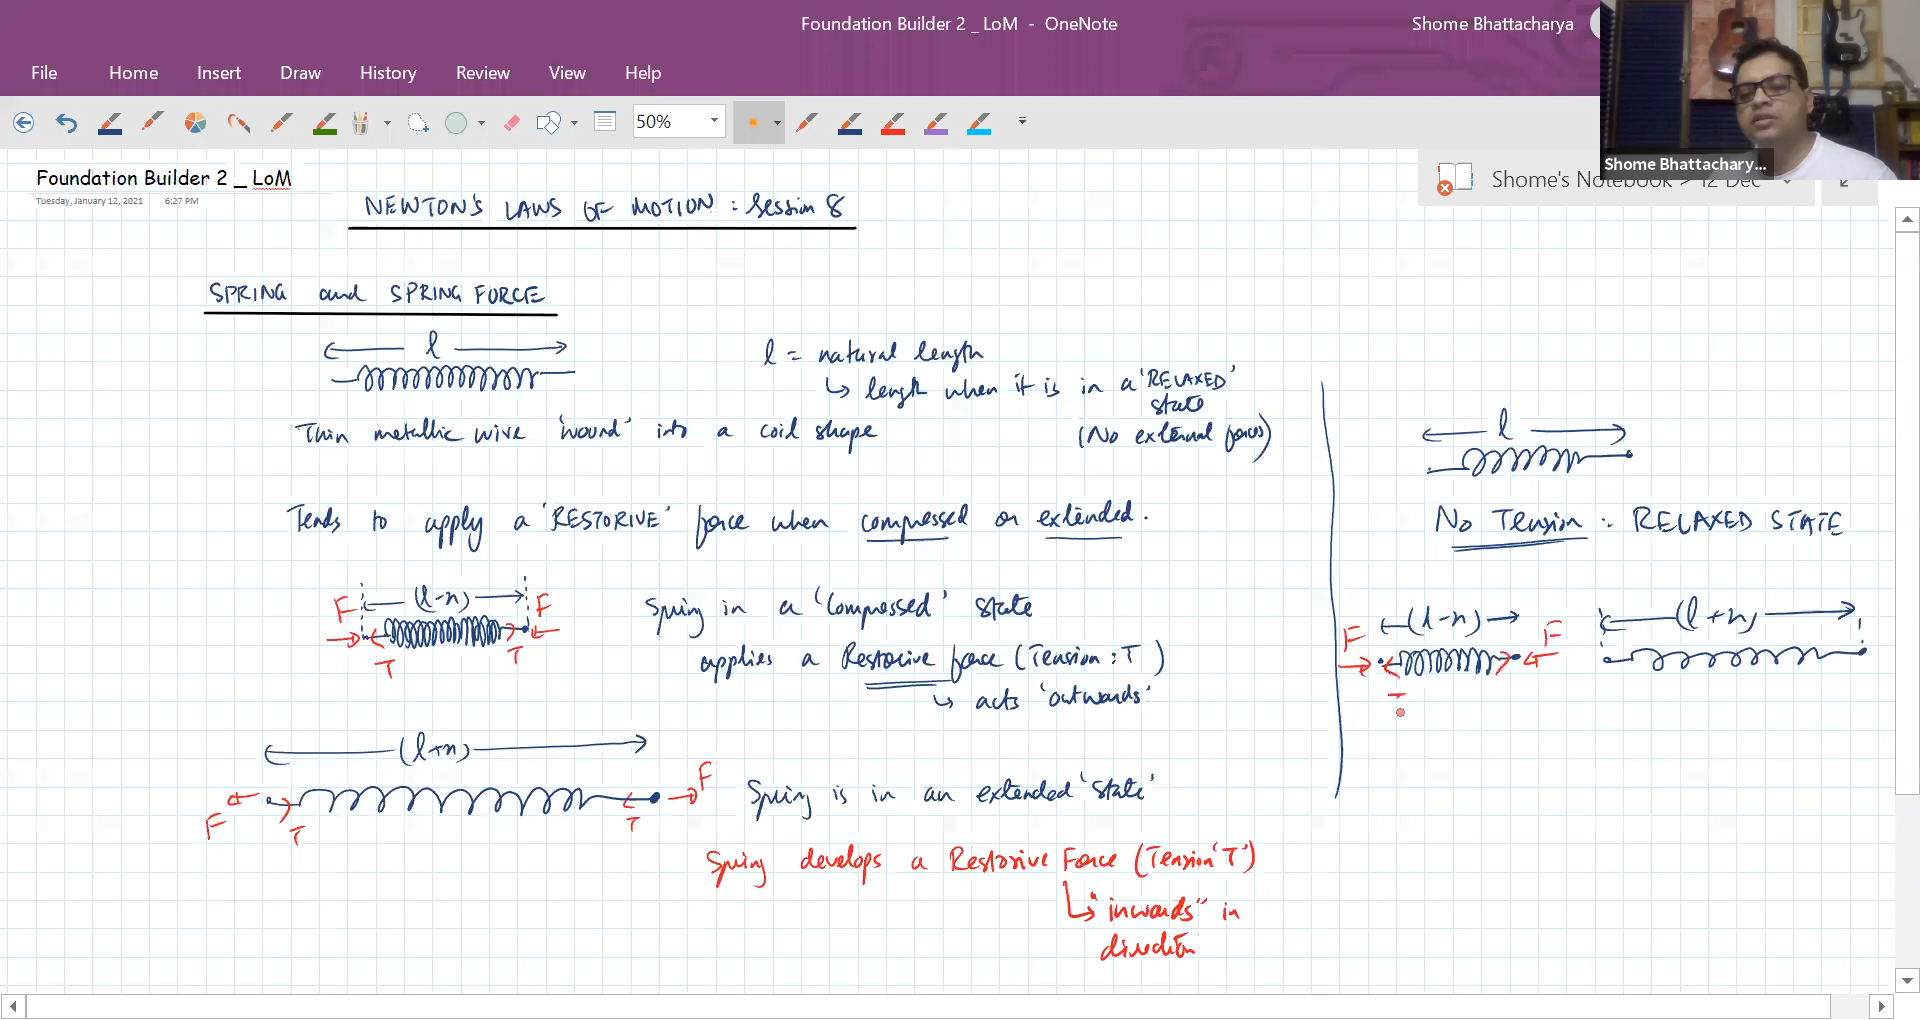 Foundation Builder 2 _ LoM - OneNote
Shome Bhattacharya
File Home Insert Draw History Review View Help
50%
Shome Bhattachary...
Shome's Notebook > 12 Dec
Foundation Builder 2 _ LoM
Tuesday, January 12, 2021 6:27 PM
NEWTON'S LAWS OF MOTION : Session 8
SPRING and SPRING FORCE
l
l = natural length
↳ length when it is in a 'RELAXED'
state
(No external forces)
Thin metallic wire 'wound' into a coil shape
Tends to apply a 'RESTORIVE' force when compressed or extended.
F (l-x) F
T T
Spring in a 'Compressed' state
applies a Restorive force (Tension : T)
↳ acts 'outwards'
(l+x)
F T T F
Spring is in an extended 'state'
Spring develops a Restorive Force (Tension 'T')
↳ "inwards" in
direction
l
No Tension : RELAXED STATE
F (l-x) F
(l+x)